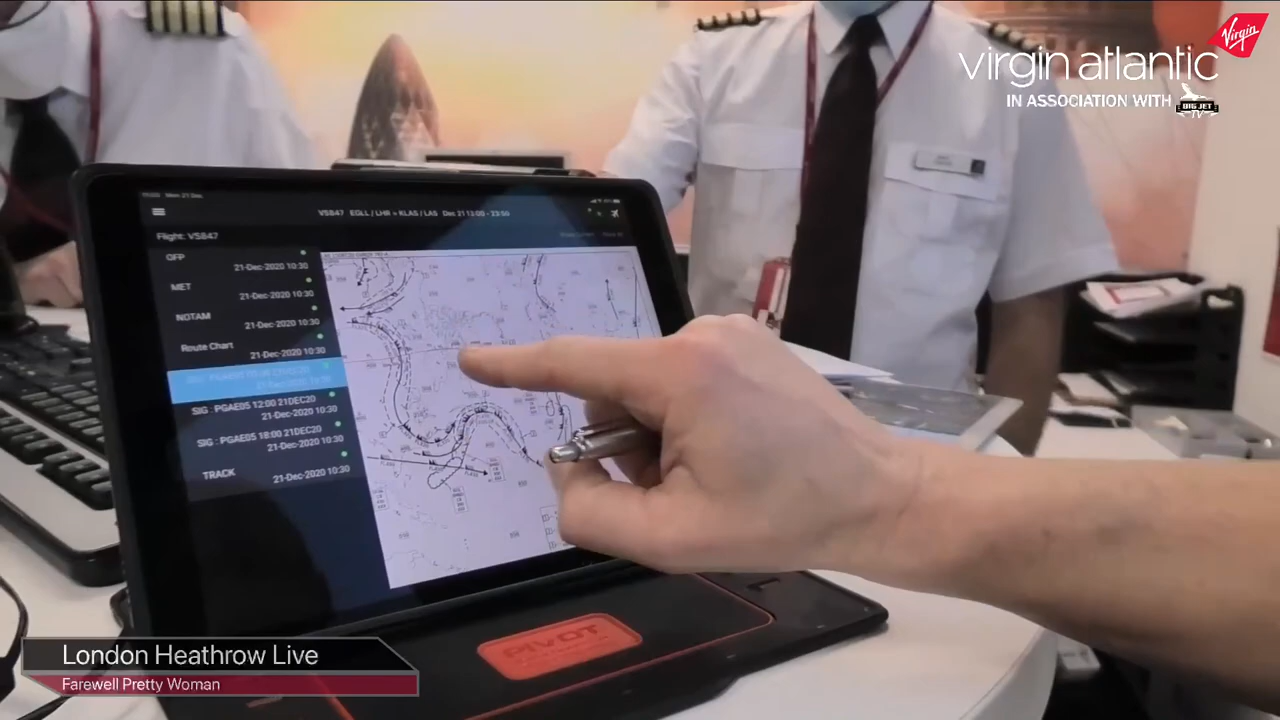 Virgin
virgin atlantic
IN ASSOCIATION WITH
BIG JET
TV
VS847 EGLL / LHR > KLAS / LAS Dec 21 13:00 - 23:50
Flight: VS847
OFP
21-Dec-2020 10:30
MET
21-Dec-2020 10:30
NOTAM
21-Dec-2020 10:30
Route Chart
21-Dec-2020 10:30
SIG : PGAE05 12:00 21DEC20
21-Dec-2020 10:30
SIG : PGAE05 18:00 21DEC20
21-Dec-2020 10:30
TRACK
21-Dec-2020 10:30
PIVOT
London Heathrow Live
Farewell Pretty Woman